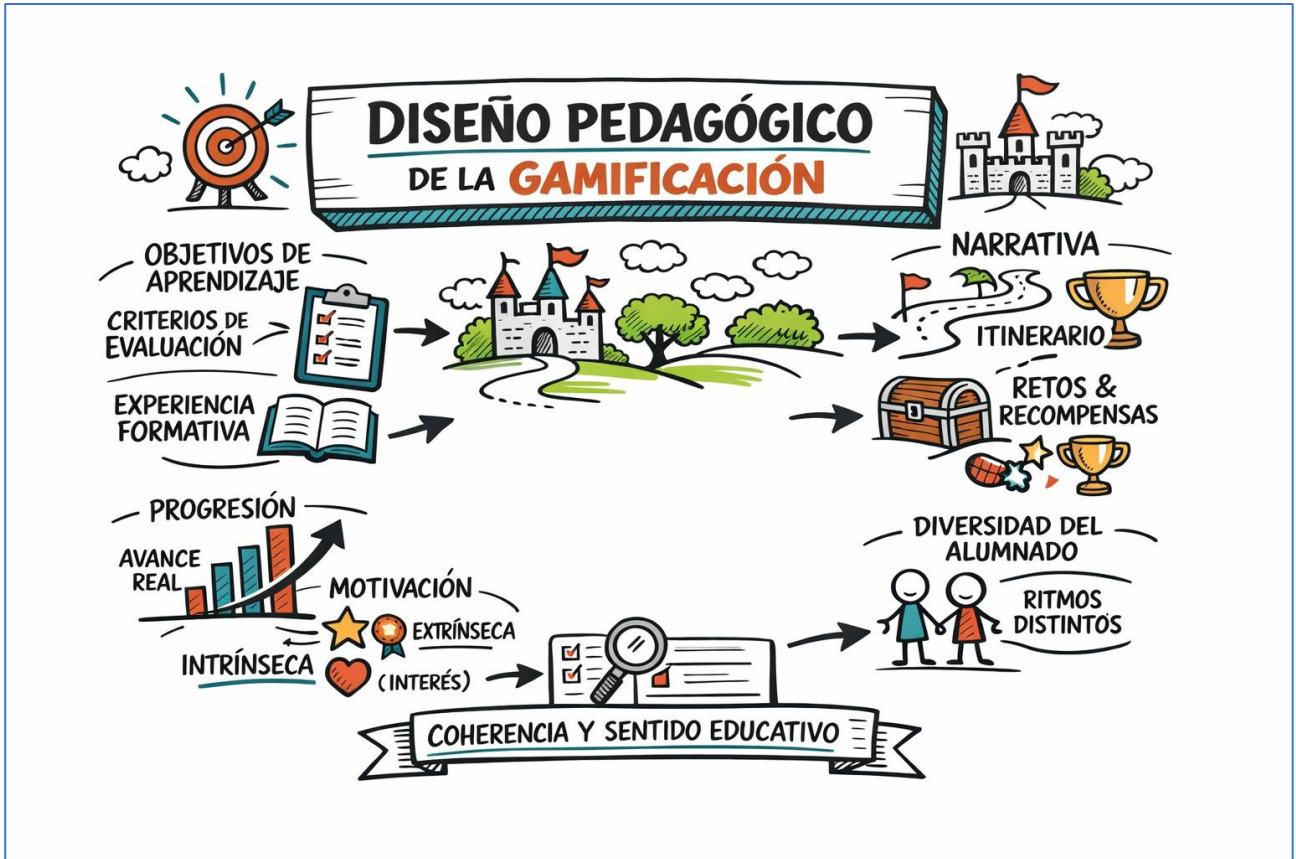 DISEÑO PEDAGÓGICO
DE LA GAMIFICACIÓN
OBJETIVOS DE
APRENDIZAJE
CRITERIOS DE
EVALUACIÓN
EXPERIENCIA
FORMATIVA
PROGRESIÓN
AVANCE
REAL
MOTIVACIÓN
EXTRÍNSECA
INTRÍNSECA
(INTERÉS)
NARRATIVA
ITINERARIO
RETOS &
RECOMPENSAS
DIVERSIDAD DEL
ALUMNADO
RITMOS
DISTINTOS
COHERENCIA Y SENTIDO EDUCATIVO